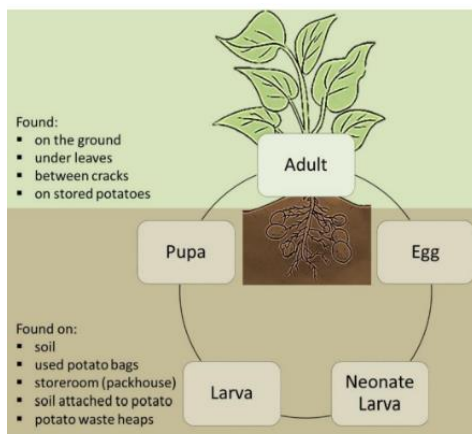 Found:
▪ on the ground
▪ under leaves
▪ between cracks
▪ on stored potatoes
Adult
Pupa
Egg
Found on:
▪ soil
▪ used potato bags
▪ storeroom (packhouse)
▪ soil attached to potato
▪ potato waste heaps
Larva
Neonate
Larva